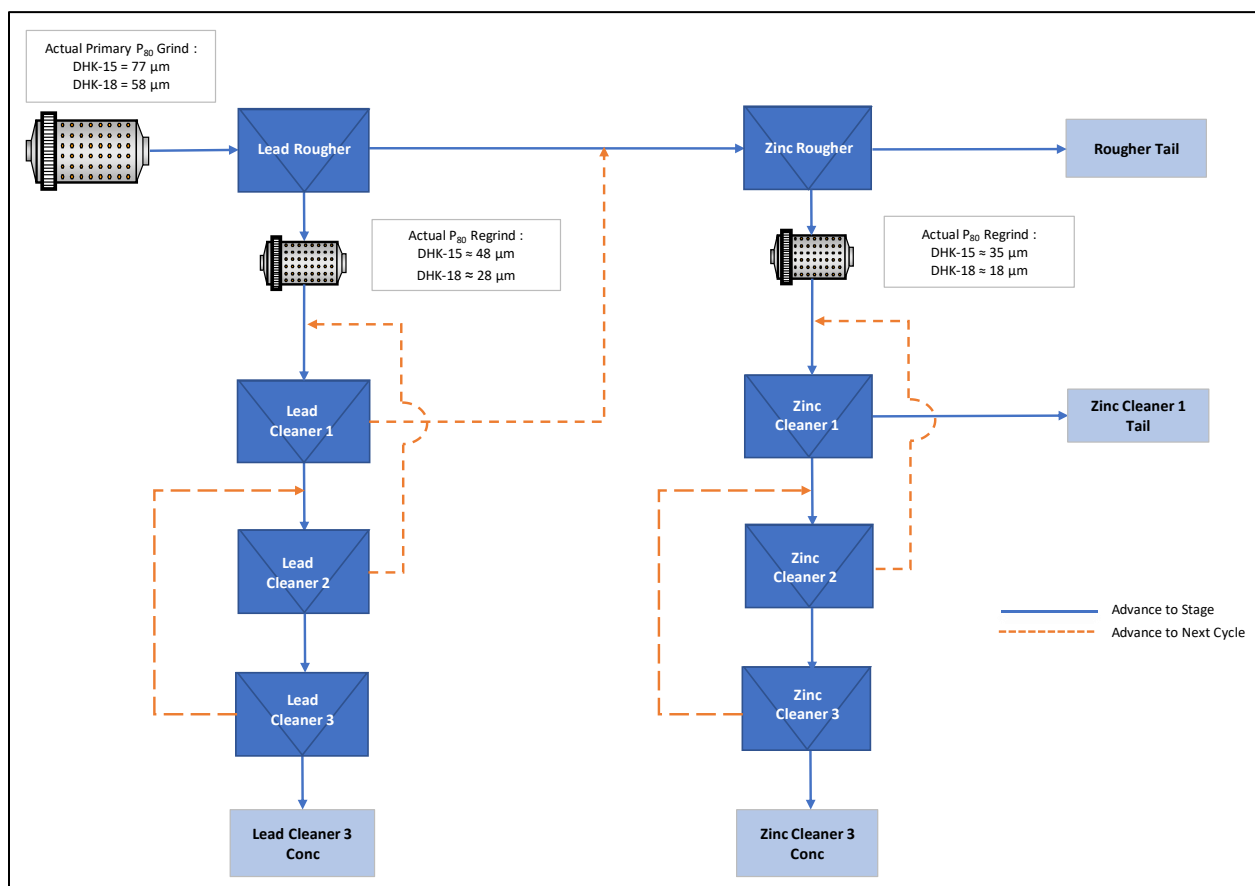 Actual Primary P80 Grind :
DHK-15 = 77 µm
DHK-18 = 58 µm
Lead Rougher
Zinc Rougher
Rougher Tail
Actual P80 Regrind :
DHK-15 ≈ 48 µm
DHK-18 ≈ 28 µm
Actual P80 Regrind :
DHK-15 ≈ 35 µm
DHK-18 ≈ 18 µm
Lead
Cleaner 1
Zinc
Cleaner 1
Zinc Cleaner 1
Tail
Lead
Cleaner 2
Zinc
Cleaner 2
Advance to Stage
Advance to Next Cycle
Lead
Cleaner 3
Zinc
Cleaner 3
Lead Cleaner 3
Conc
Zinc Cleaner 3
Conc